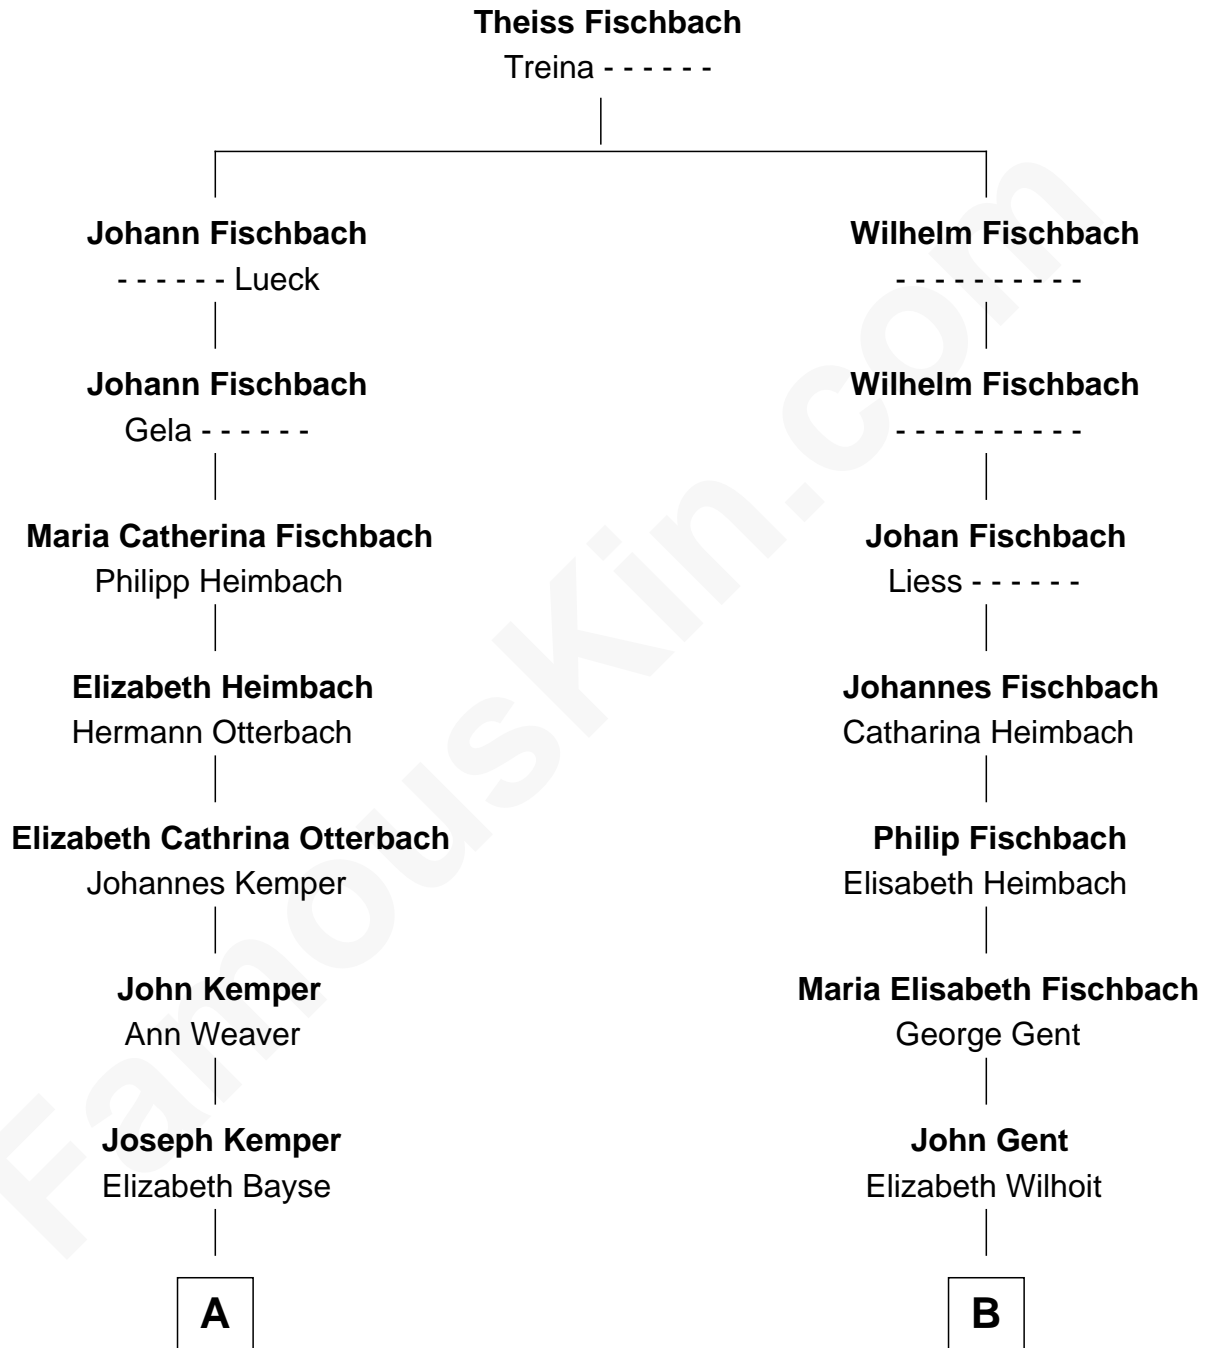 Theiss Fischbach
Treina - - - - - -
Johann Fischbach
- - - - - - Lueck
Johann Fischbach
Gela - - - - - -
Maria Catherina Fischbach
Philipp Heimbach
Elizabeth Heimbach
Hermann Otterbach
Elizabeth Cathrina Otterbach
Johannes Kemper
John Kemper
Ann Weaver
Joseph Kemper
Elizabeth Bayse
A
Wilhelm Fischbach
- - - - - - - - - -
Wilhelm Fischbach
- - - - - - - - - -
Johan Fischbach
Liess - - - - - -
Johannes Fischbach
Catharina Heimbach
Philip Fischbach
Elisabeth Heimbach
Maria Elisabeth Fischbach
George Gent
John Gent
Elizabeth Wilhoit
B
FamousKin.com